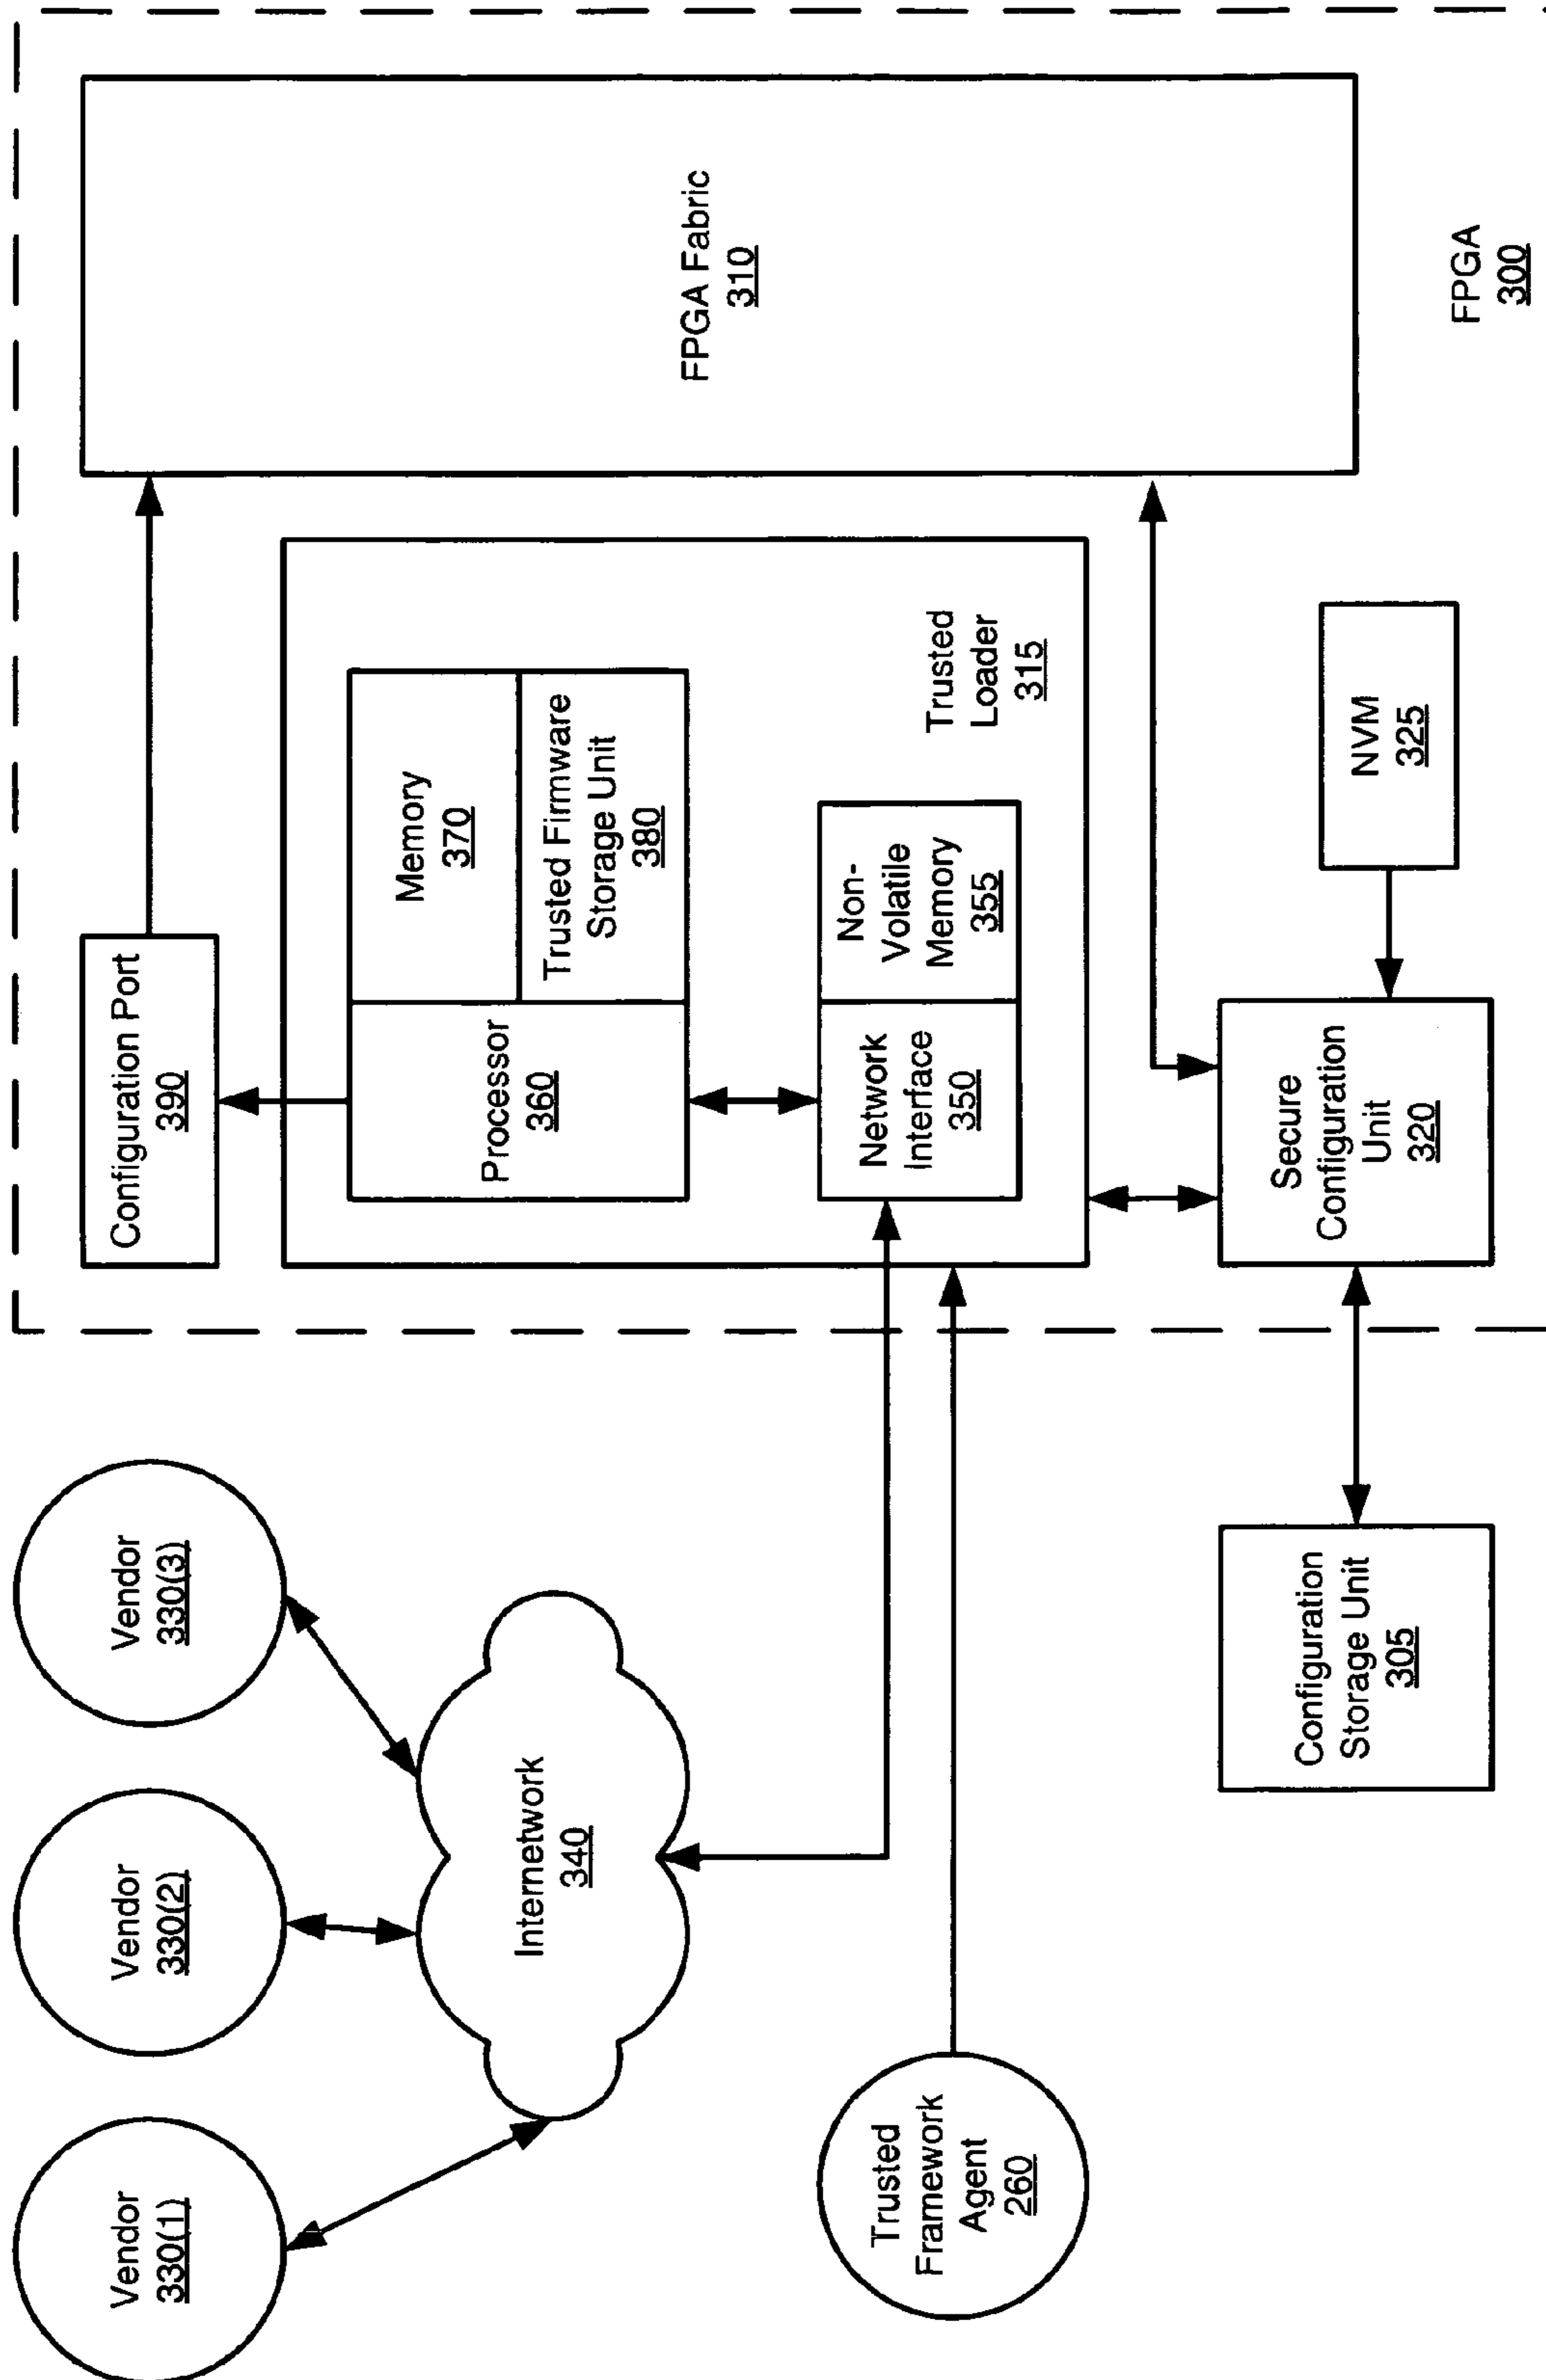 Vendor
330(1)
Vendor
330(2)
Vendor
330(3)
Internetwork
340
Trusted
Framework
Agent
260
Configuration
Storage Unit
305
Configuration Port
390
Processor
360
Memory
370
Trusted Firmware
Storage Unit
380
Network
Interface
350
Non-
Volatile
Memory
355
Trusted
Loader
315
Secure
Configuration
Unit
320
NVM
325
FPGA Fabric
310
FPGA
300